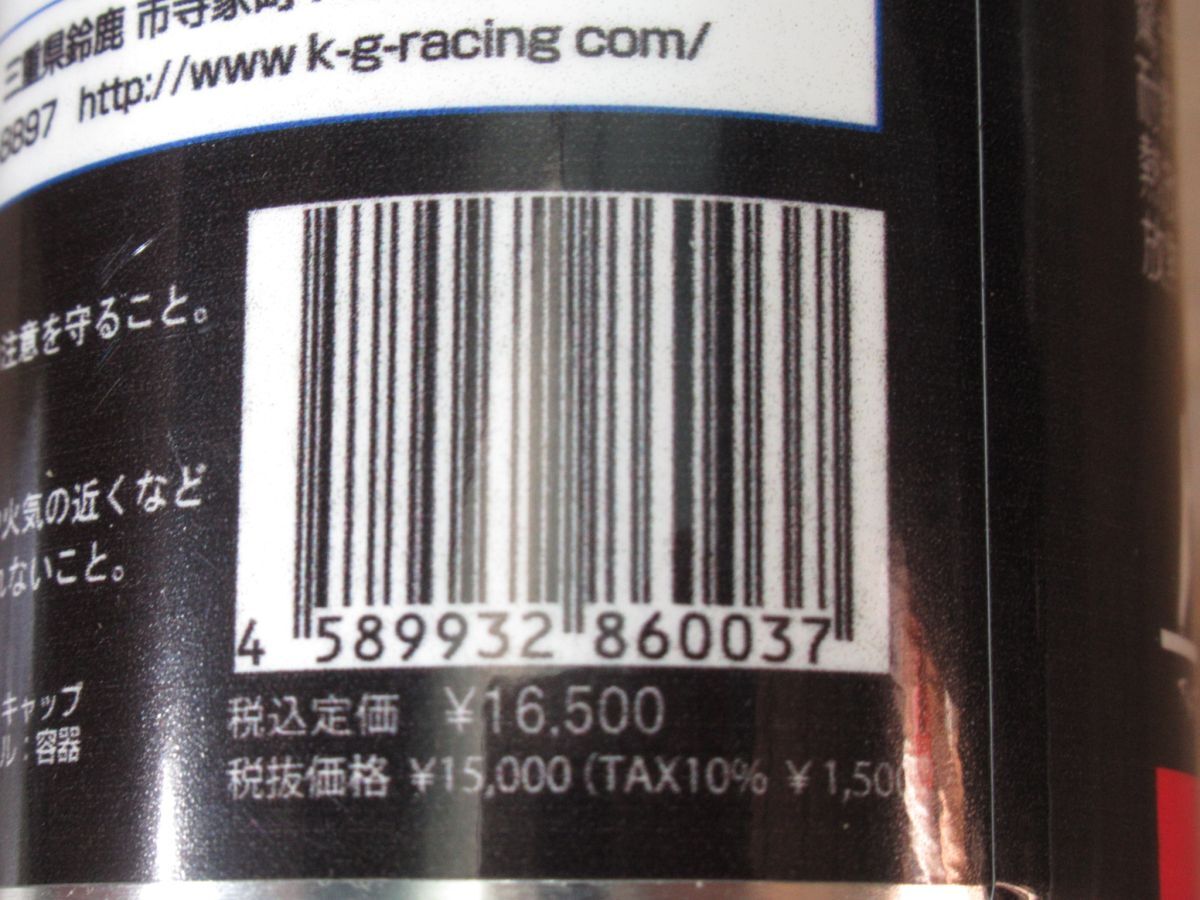 三重県鈴鹿 市寺家町
8897 http://www k-g-racing com/
注意を守ること。
火気の近くなど
れないこと。
4 589932 860037
キャップ
ル：容器
税込定価 ¥16.500
税抜価格 ¥15,000（TAX10% ¥1,500